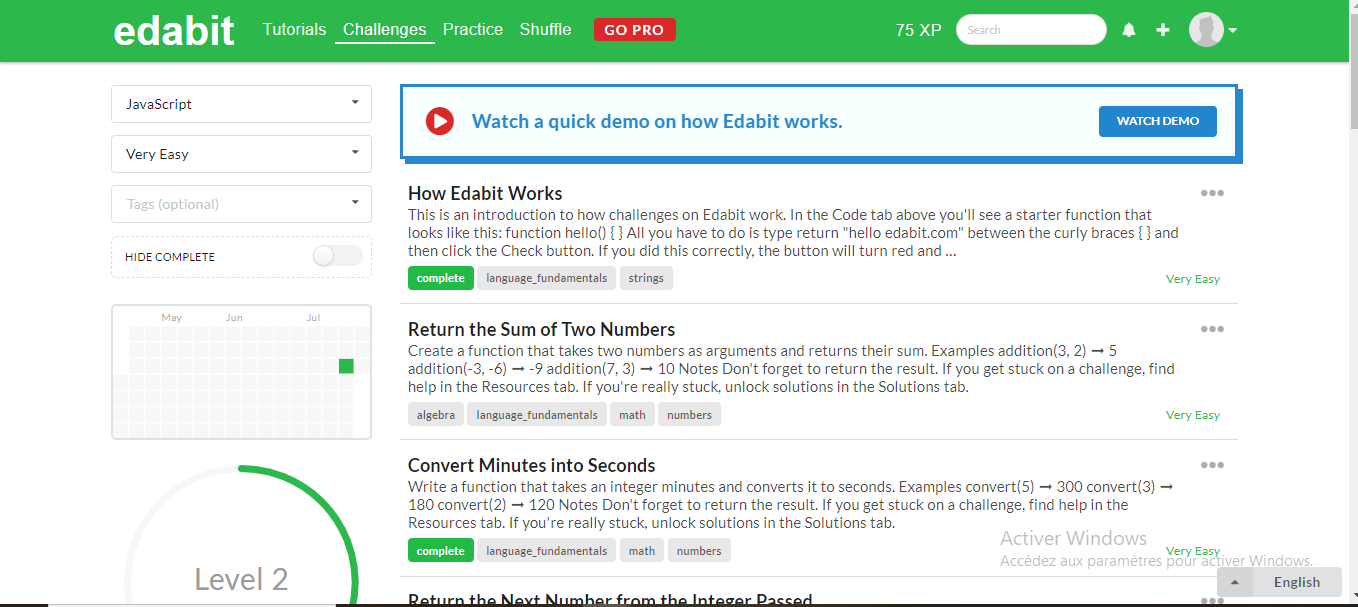 edabit Tutorials Challenges Practice Shuffle GO PRO 75 XP Search
JavaScript
Very Easy
Tags (optional)
HIDE COMPLETE
May Jun Jul
Level 2
Watch a quick demo on how Edabit works. WATCH DEMO
How Edabit Works
This is an introduction to how challenges on Edabit work. In the Code tab above you'll see a starter function that
looks like this: function hello() { } All you have to do is type return "hello edabit.com" between the curly braces { } and
then click the Check button. If you did this correctly, the button will turn red and ...
complete language_fundamentals strings Very Easy
Return the Sum of Two Numbers
Create a function that takes two numbers as arguments and returns their sum. Examples addition(3, 2) ➞ 5
addition(-3, -6) ➞ -9 addition(7, 3) ➞ 10 Notes Don't forget to return the result. If you get stuck on a challenge, find
help in the Resources tab. If you're really stuck, unlock solutions in the Solutions tab.
algebra language_fundamentals math numbers Very Easy
Convert Minutes into Seconds
Write a function that takes an integer minutes and converts it to seconds. Examples convert(5) ➞ 300 convert(3) ➞
180 convert(2) ➞ 120 Notes Don't forget to return the result. If you get stuck on a challenge, find help in the
Resources tab. If you're really stuck, unlock solutions in the Solutions tab.
complete language_fundamentals math numbers Very Easy
Activer Windows
Accédez aux paramètres pour activer Windows.
English
Return the Next Number from the Integer Passed